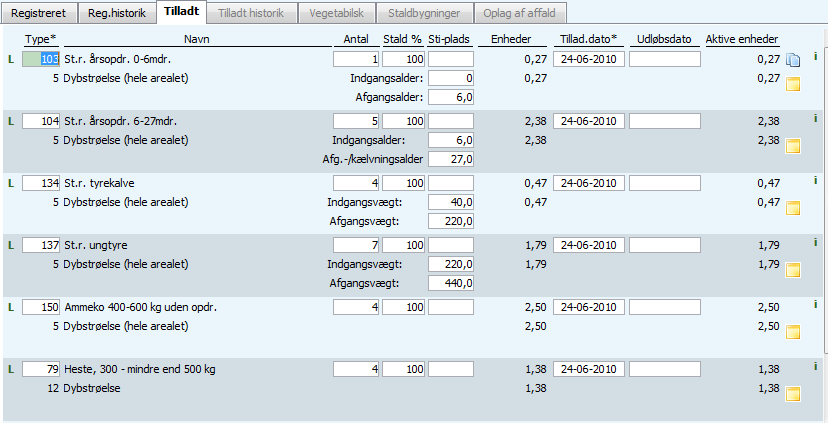 Registreret Reg.historik Tilladt Tilladt historik Vegetabilsk Staldbygninger Oplag af affald
Type* Navn Antal Stald % Sti-plads Enheder Tillad.dato* Udløbsdato Aktive enheder
L 103 St.r. årsopdr. 0-6mdr. 1 100 0,27 24-06-2010 0,27 i
5 Dybstrøelse (hele arealet) Indgangsalder: 0 0,27 0,27
Afgangsalder: 6,0
L 104 St.r. årsopdr. 6-27mdr. 5 100 2,38 24-06-2010 2,38 i
5 Dybstrøelse (hele arealet) Indgangsalder: 6,0 2,38 2,38
Afg.-/kælvningsalder 27,0
L 134 St.r. tyrekalve 4 100 0,47 24-06-2010 0,47 i
5 Dybstrøelse (hele arealet) Indgangsvægt: 40,0 0,47 0,47
Afgangsvægt: 220,0
L 137 St.r. ungtyre 7 100 1,79 24-06-2010 1,79 i
5 Dybstrøelse (hele arealet) Indgangsvægt: 220,0 1,79 1,79
Afgangsvægt: 440,0
L 150 Ammeko 400-600 kg uden opdr. 4 100 2,50 24-06-2010 2,50 i
5 Dybstrøelse (hele arealet) 2,50 2,50
L 79 Heste, 300 - mindre end 500 kg 4 100 1,38 24-06-2010 1,38 i
12 Dybstrøelse 1,38 1,38